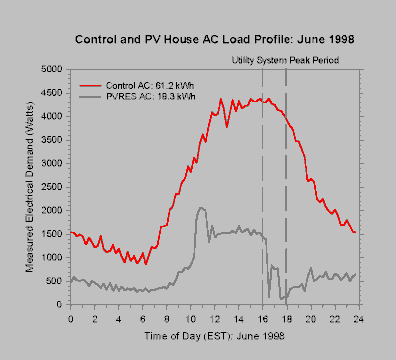 Control and PV House AC Load Profile: June 1998
Utility System Peak Period
Control AC: 61.2 kWh
PVRES AC: 18.3 kWh
Measured Electrical Demand (Watts)
5000
4500
4000
3500
3000
2500
2000
1500
1000
500
0
0 2 4 6 8 10 12 14 16 18 20 22 24
Time of Day (EST): June 1998